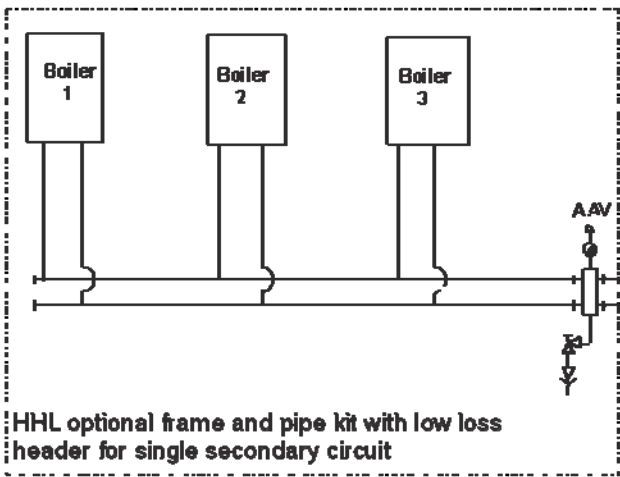 Boiler
1
Boiler
2
Boiler
3
AAV
HHL optional frame and pipe kit with low loss
header for single secondary circuit